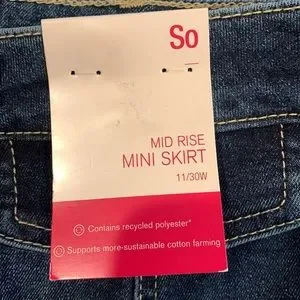 So
MID RISE
MINI SKIRT
11/30W
Contains recycled polyester*
Supports more-sustainable cotton farming